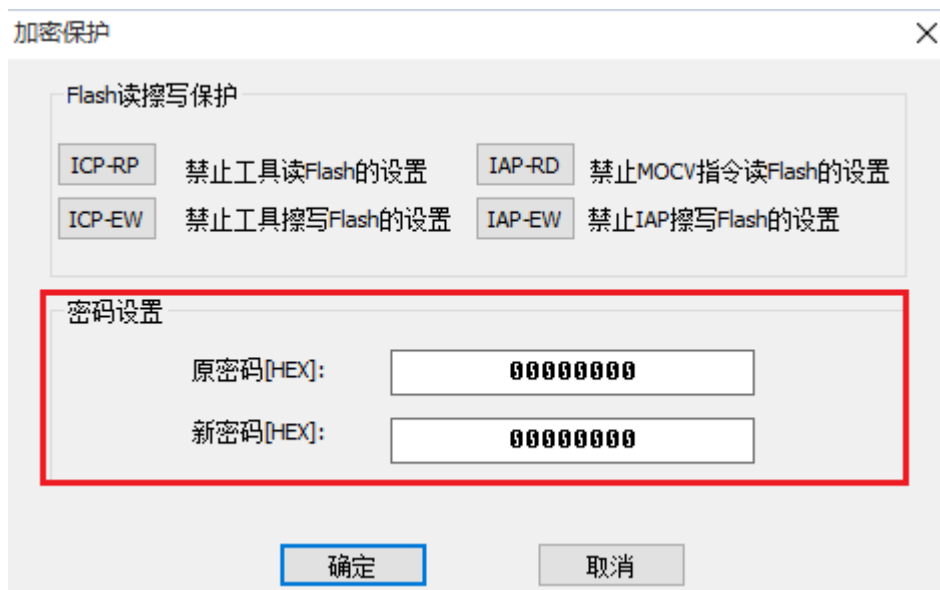 加密保护
Flash读擦写保护
ICP-RP 禁止工具读Flash的设置 IAP-RD 禁止MOCV指令读Flash的设置
ICP-EW 禁止工具擦写Flash的设置 IAP-EW 禁止IAP擦写Flash的设置
密码设置
原密码[HEX]: 00000000
新密码[HEX]: 00000000
确定 取消